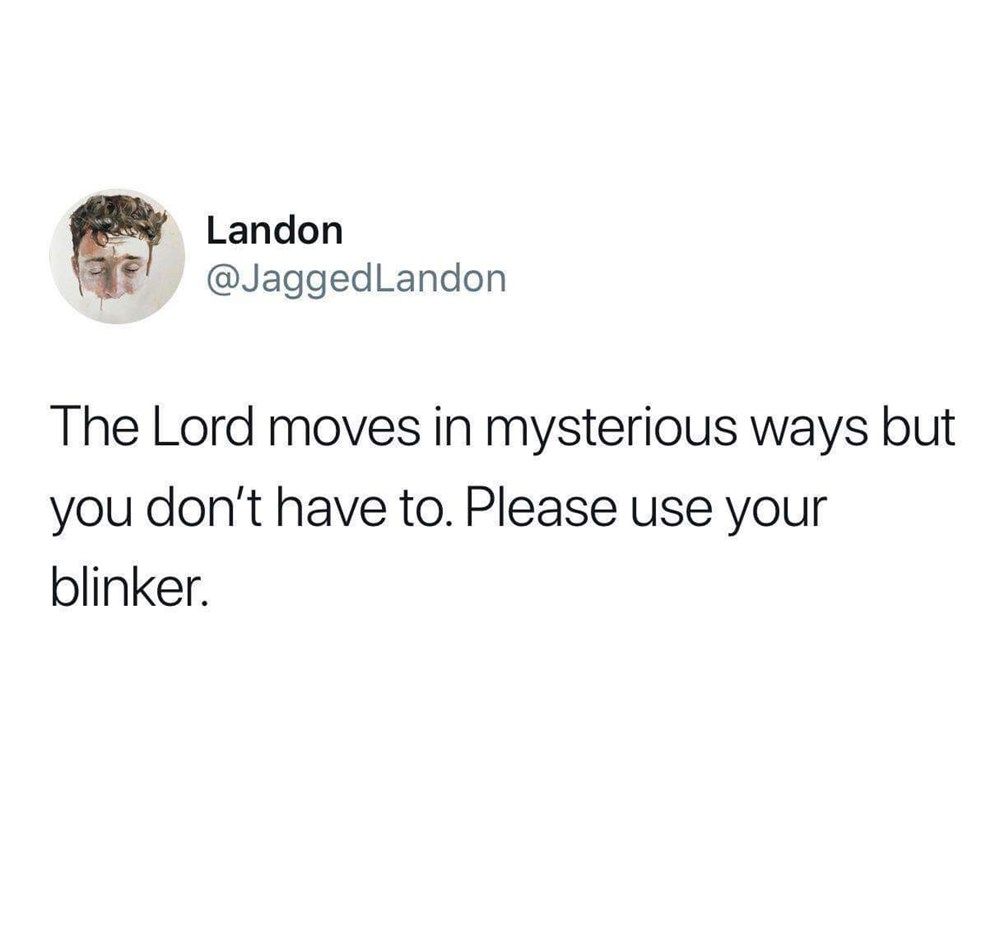 Landon
@JaggedLandon
The Lord moves in mysterious ways but
you don’t have to. Please use your
blinker.